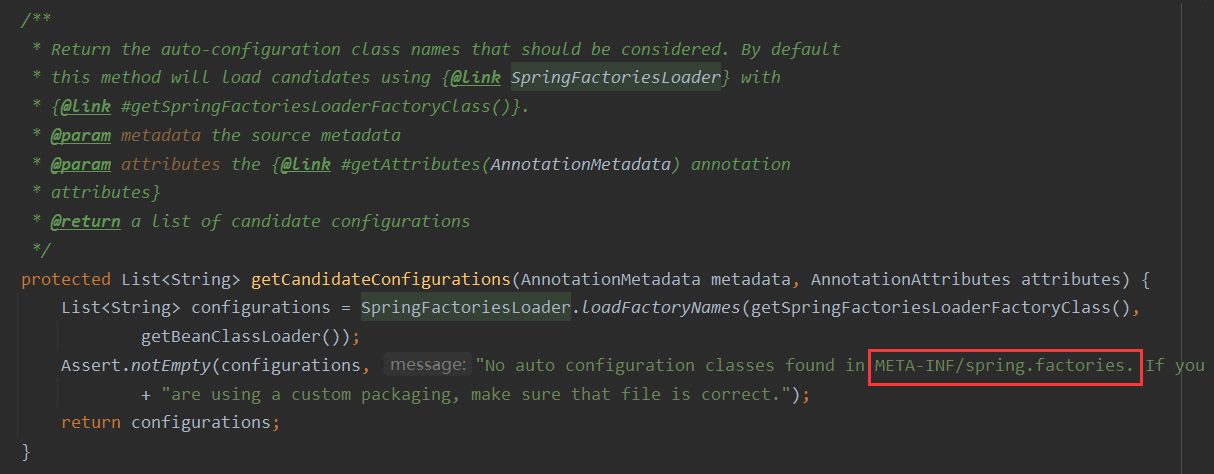 /**
* Return the auto-configuration class names that should be considered. By default
* this method will load candidates using {@link SpringFactoriesLoader} with
* {@link #getSpringFactoriesLoaderFactoryClass()}.
* @param metadata the source metadata
* @param attributes the {@link #getAttributes(AnnotationMetadata) annotation
* attributes}
* @return a list of candidate configurations
*/
protected List<String> getCandidateConfigurations(AnnotationMetadata metadata, AnnotationAttributes attributes) {
List<String> configurations = SpringFactoriesLoader.loadFactoryNames(getSpringFactoriesLoaderFactoryClass(),
getBeanClassLoader());
Assert.notEmpty(configurations, message: "No auto configuration classes found in META-INF/spring.factories. If you
+ "are using a custom packaging, make sure that file is correct.");
return configurations;
}